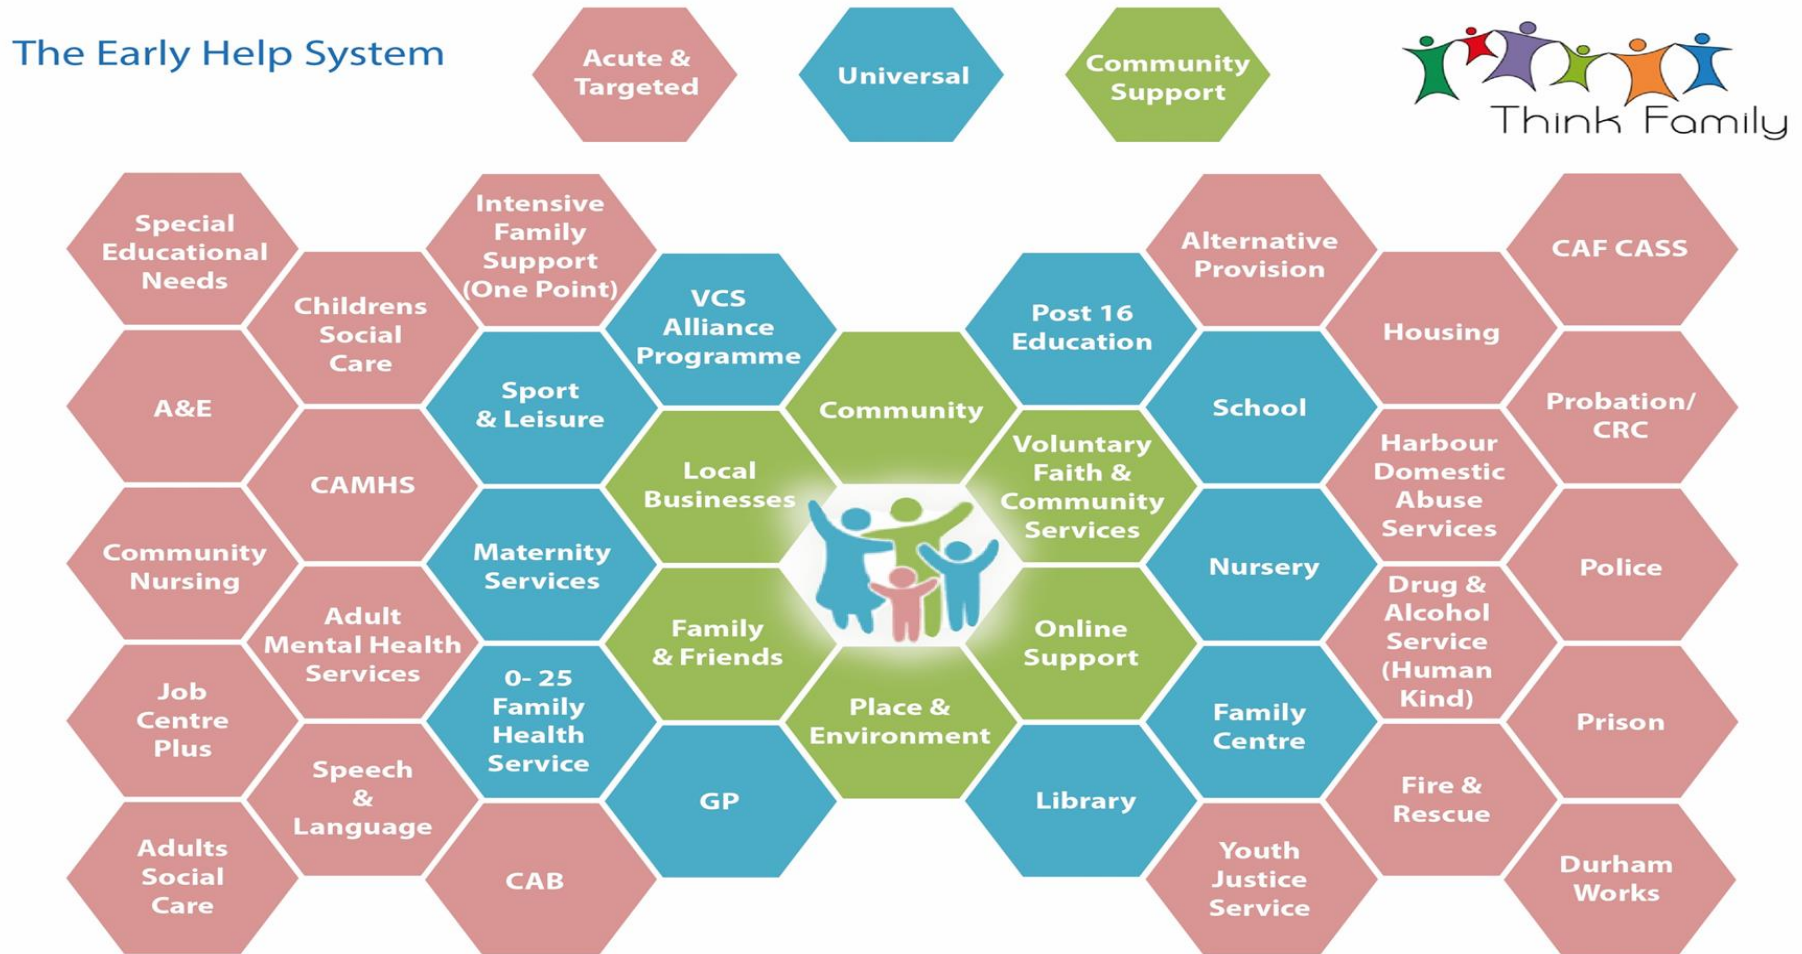 The Early Help System
Acute &
Targeted
Universal
Community
Support
Think Family
Special
Educational
Needs
A&E
Community
Nursing
Job
Centre
Plus
Adults
Social
Care
Childrens
Social
Care
CAMHS
Adult
Mental Health
Services
Speech
&
Language
Intensive
Family
Support
(One Point)
Sport
& Leisure
Maternity
Services
0- 25
Family
Health
Service
CAB
VCS
Alliance
Programme
Local
Businesses
Family
& Friends
GP
Community
Place &
Environment
Post 16
Education
Voluntary
Faith &
Community
Services
Online
Support
Library
Alternative
Provision
School
Nursery
Family
Centre
Youth
Justice
Service
Housing
Harbour
Domestic
Abuse
Services
Drug &
Alcohol
Service
(Human
Kind)
Fire &
Rescue
CAF CASS
Probation/
CRC
Police
Prison
Durham
Works